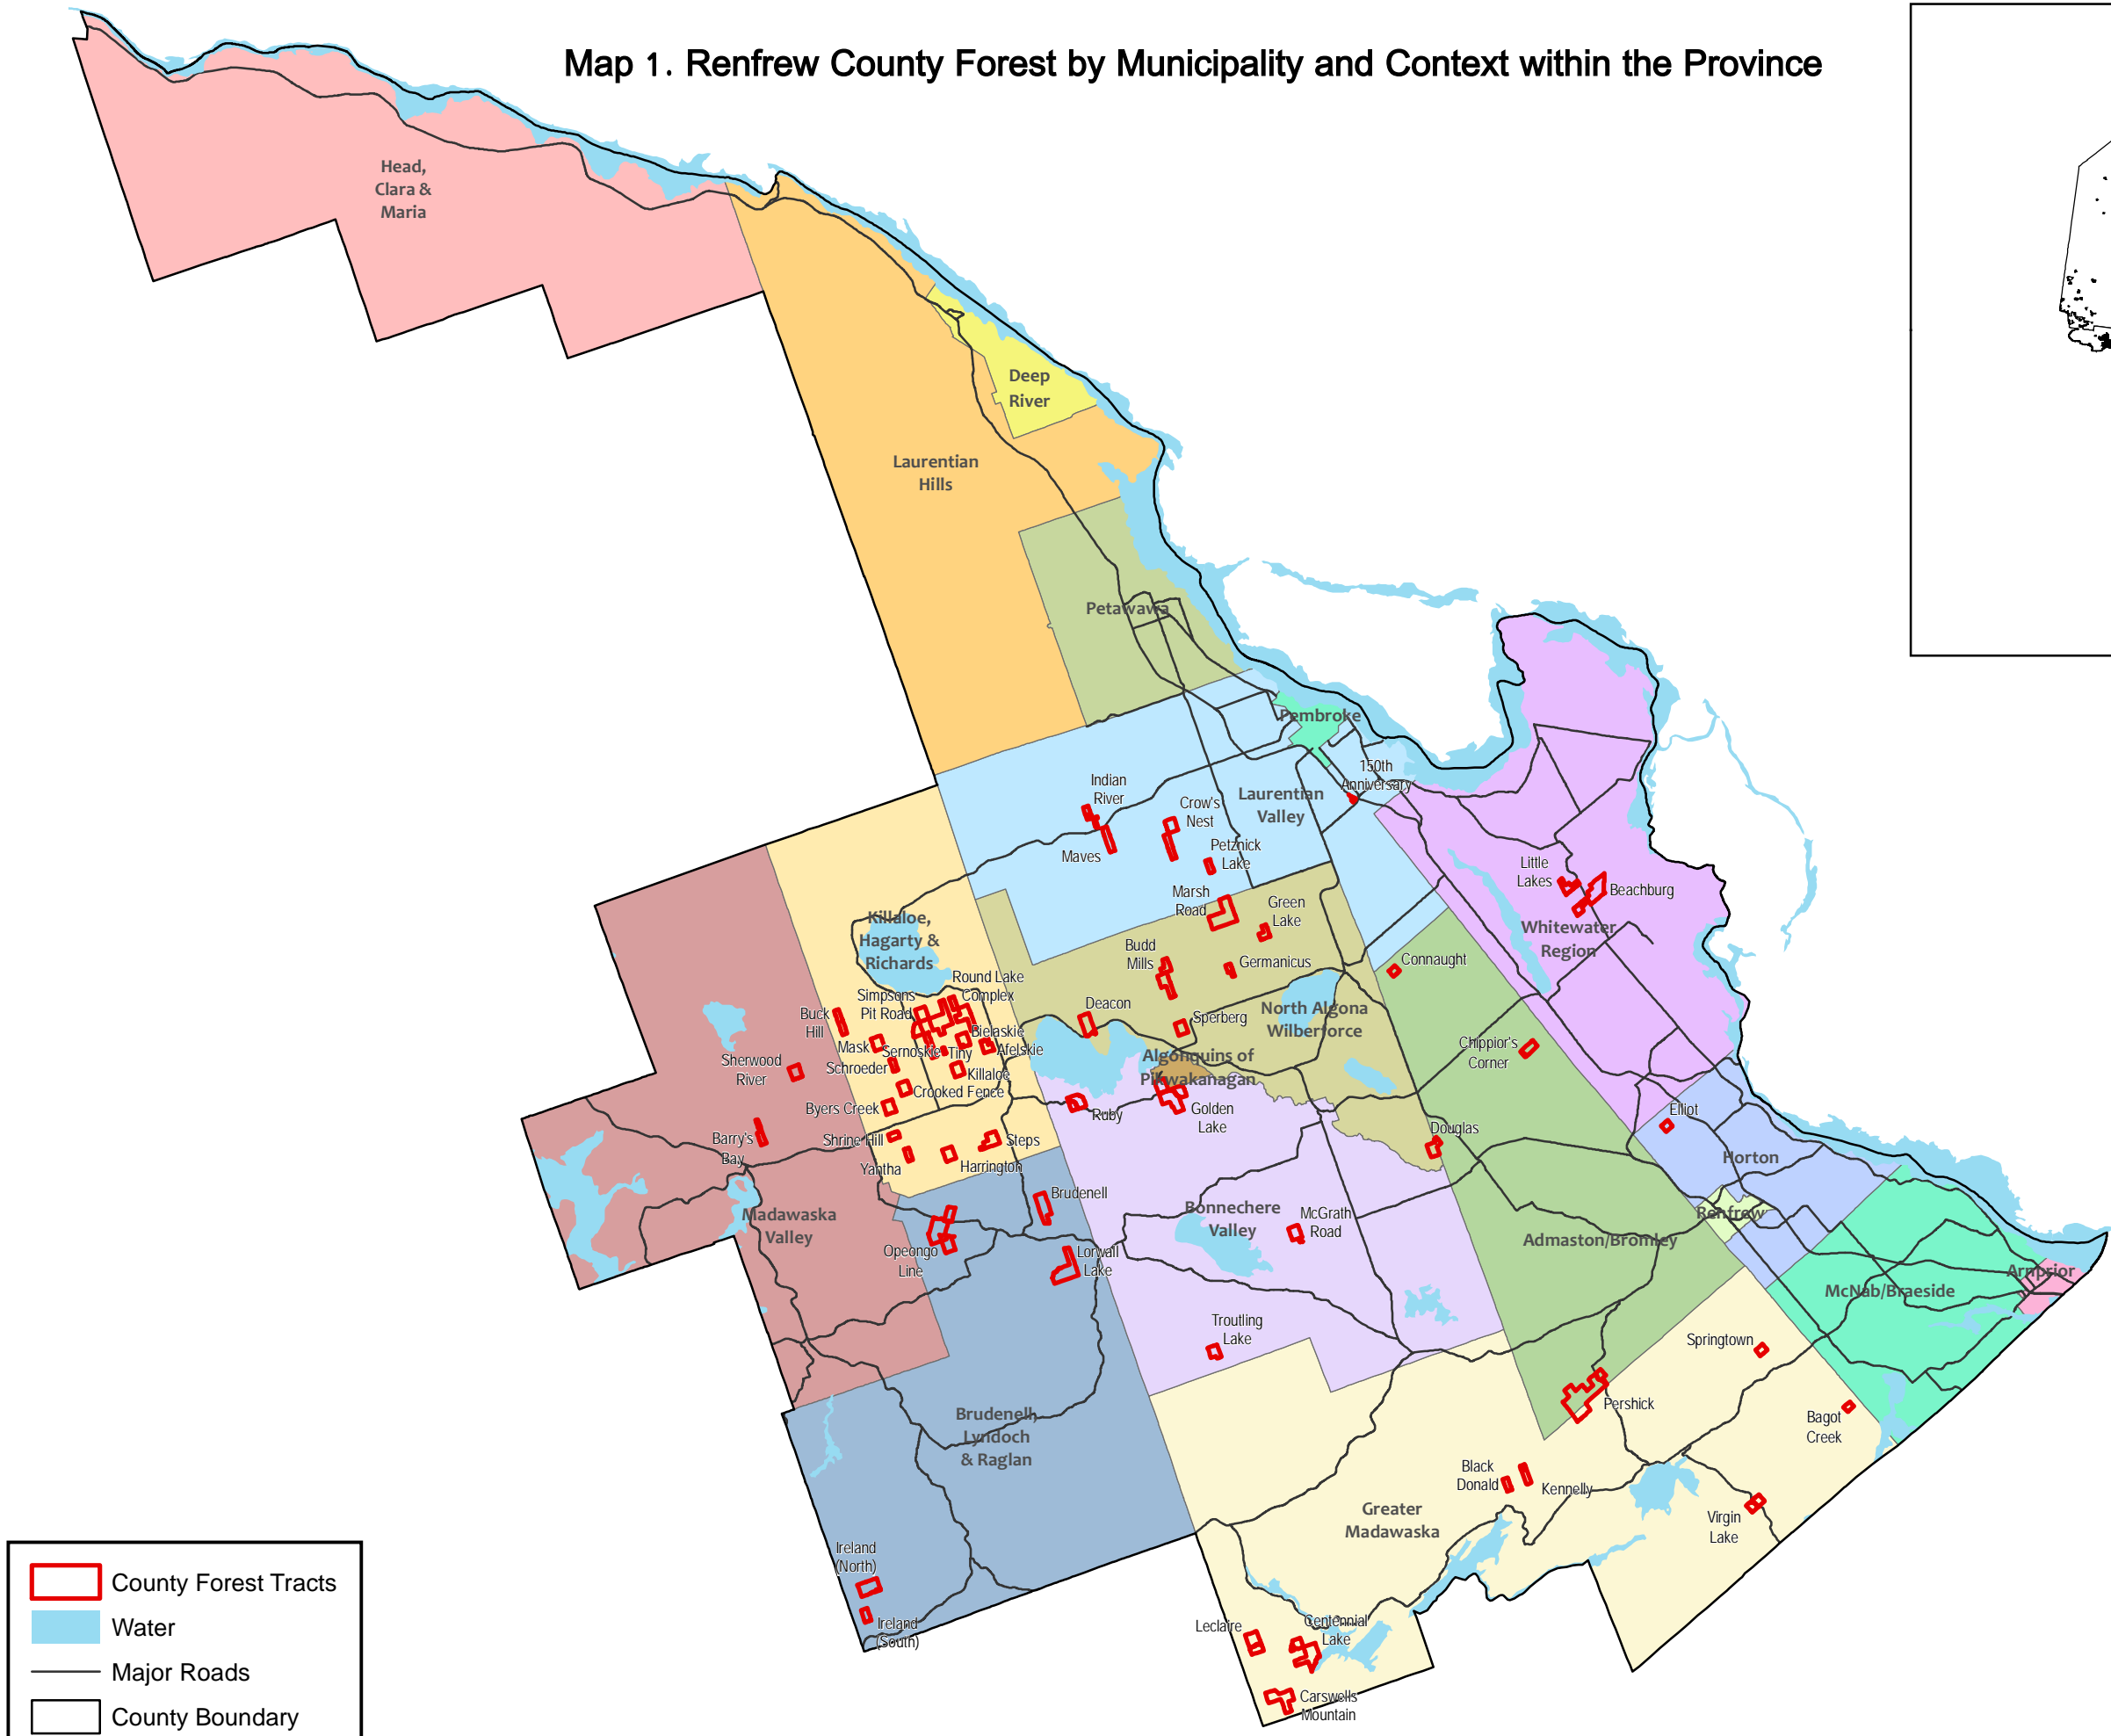 Map 1. Renfrew County Forest by Municipality and Context within the Province
Head,
Clara &
Maria
Deep
River
Laurentian
Hills
Petawawa
Pembroke
150th
Anniversary
Laurentian
Valley
Indian
River
Crow's
Nest
Maves
Petznick
Lake
Marsh
Road
Green
Lake
Little
Lakes
Beachburg
Whitewater
Region
Killaloe,
Hagarty &
Richards
Budd
Mills
Germanicus
Connaught
Round Lake
Complex
Simpsons
Pit Road
Buck
Hill
Deacon
Sperberg
North Algona
Wilberforce
Mask
Sernoskie
Tiny
Bielaskie
Afelskie
Schroeder
Killaloe
Crooked Fence
Sherwood
River
Algonquins of
Pikwakanagan
Chippior's
Corner
Byers Creek
Ruby
Golden
Lake
Elliot
Barry's
Bay
Shrine Hill
Steps
Douglas
Yantha
Harrington
Horton
Madawaska
Valley
Brudenell
Bonnechere
Valley
McGrath
Road
Renfrew
Admaston/Bromley
Opeongo
Line
Lorwall
Lake
Arnprior
McNab/Braeside
Troutling
Lake
Springtown
Brudenell,
Lyndoch
& Raglan
Pershick
Bagot
Creek
Black
Donald
Kennelly
Greater
Madawaska
Virgin
Lake
Ireland
(North)
Ireland
(South)
Leclaire
Centennial
Lake
Carswells
Mountain
County Forest Tracts
Water
Major Roads
County Boundary